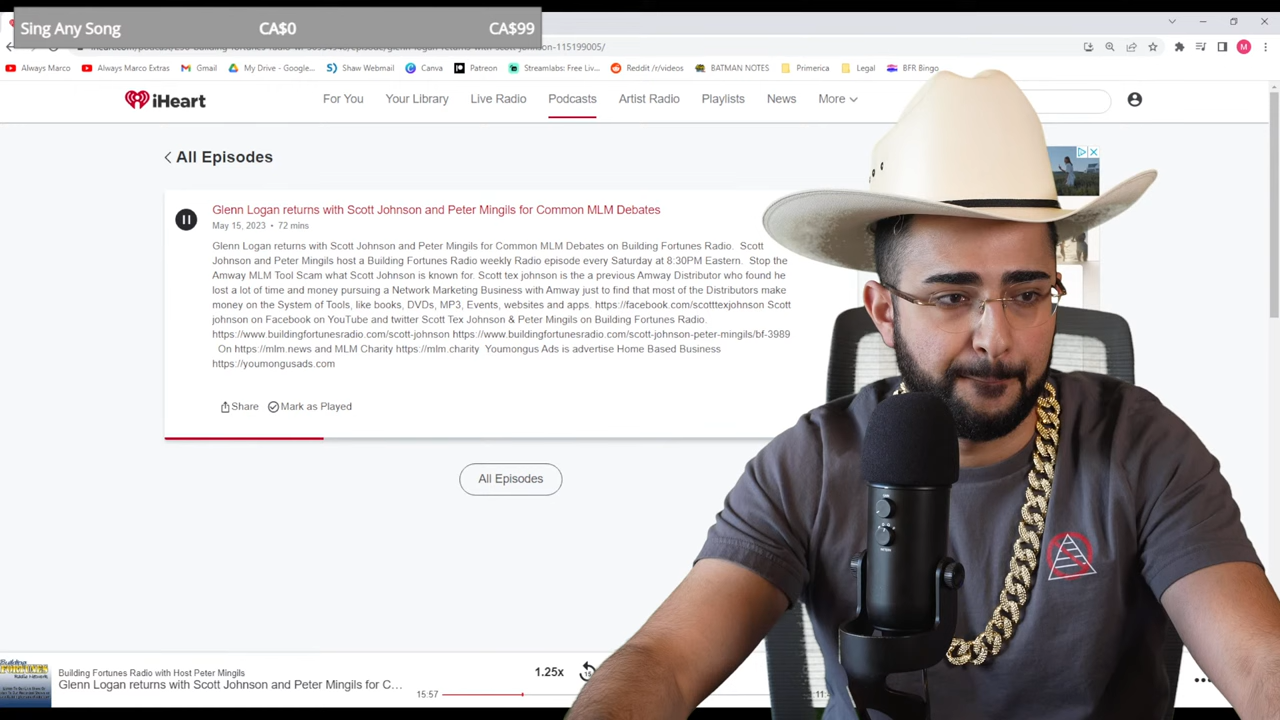 Sing Any Song CA$0 CA$99
Always Marco Always Marco Extras Gmail My Drive - Google... Shaw Webmail Canva Patreon Streamlabs: Free Liv... Reddit /r/videos BATMAN NOTES Primerica Legal BFR Bingo
iHeart For You Your Library Live Radio Podcasts Artist Radio Playlists News More
All Episodes
Glenn Logan returns with Scott Johnson and Peter Mingils for Common MLM Debates
May 15, 2023 • 72 mins
Glenn Logan returns with Scott Johnson and Peter Mingils for Common MLM Debates on Building Fortunes Radio. Scott
Johnson and Peter Mingils host a Building Fortunes Radio weekly Radio episode every Saturday at 8:30PM Eastern. Stop the
Amway MLM Tool Scam what Scott Johnson is known for. Scott tex johnson is the a previous Amway Distributor who found he
lost a lot of time and money pursuing a Network Marketing Business with Amway just to find that most of the Distributors make
money on the System of Tools, like books, DVDs, MP3, Events, websites and apps. https://facebook.com/scotttexjohnson Scott
johnson on Facebook on YouTube and twitter Scott Tex Johnson & Peter Mingils on Building Fortunes Radio.
https://www.buildingfortunesradio.com/scott-johnson https://www.buildingfortunesradio.com/scott-johnson-peter-mingils/bf-3989
On https://mlm.news and MLM Charity https://mlm.charity Youmongus Ads is advertise Home Based Business
https://youmongusads.com
Share Mark as Played
All Episodes
Building Fortunes Radio with Host Peter Mingils
Glenn Logan returns with Scott Johnson and Peter Mingils for C...
1.25x
15:57